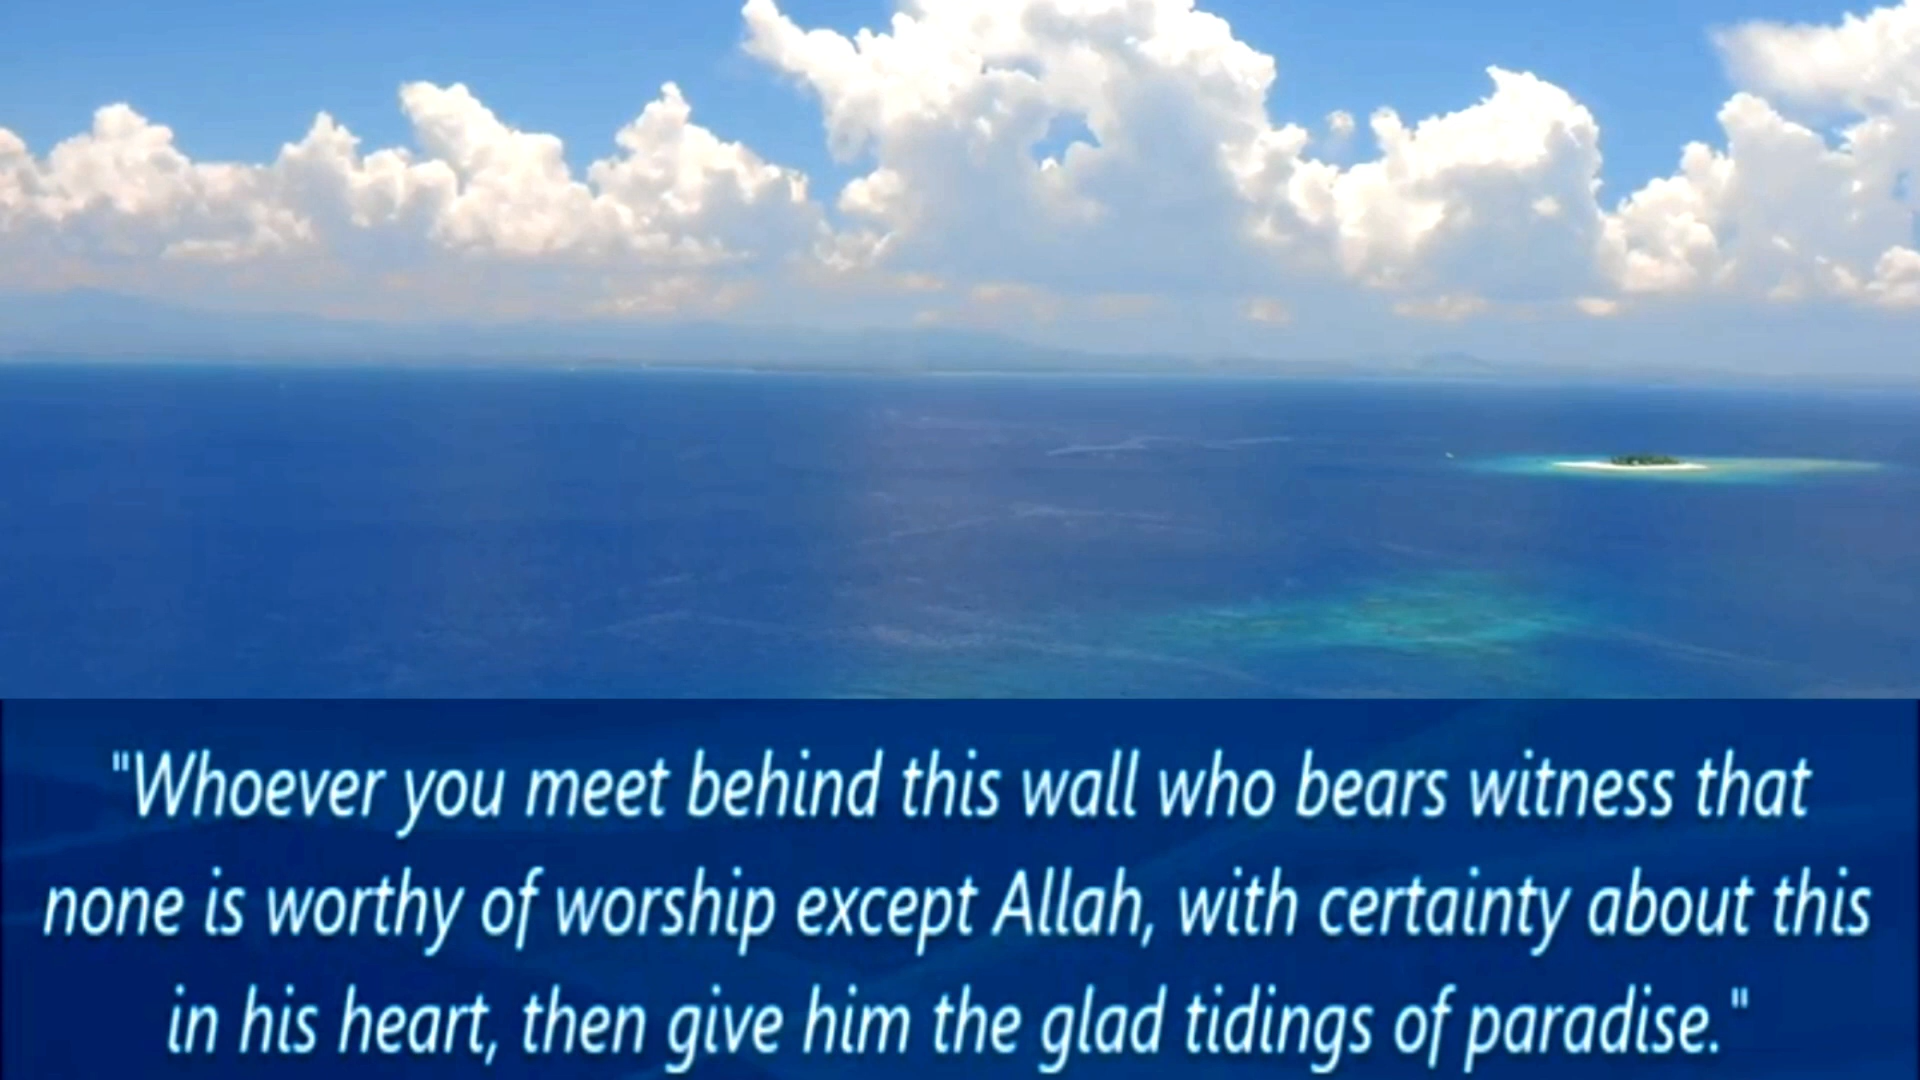 "Whoever you meet behind this wall who bears witness that
none is worthy of worship except Allah, with certainty about this
in his heart, then give him the glad tidings of paradise."